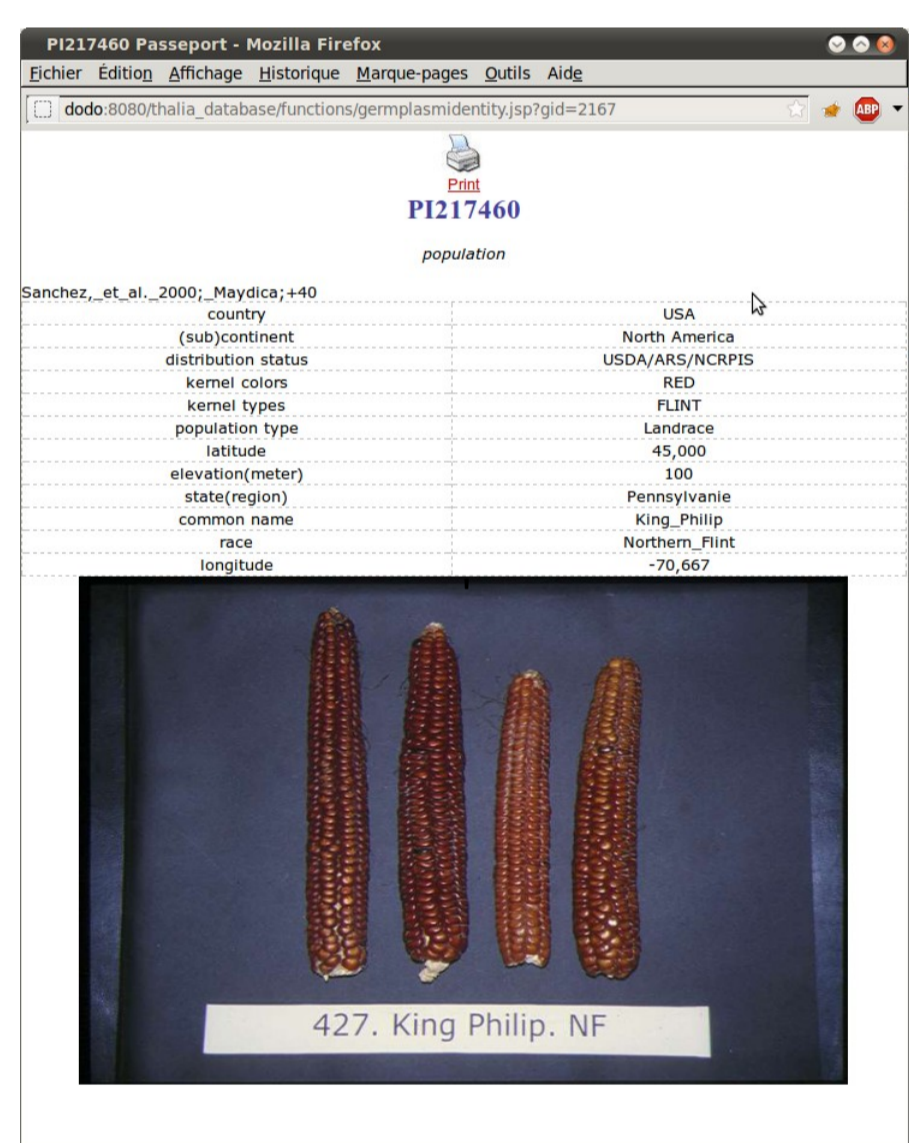 PI217460 Passeport - Mozilla Firefox
Fichier Édition Affichage Historique Marque-pages Outils Aide
dodo:8080/thalia_database/functions/germplasmidentity.jsp?gid=2167
ABP
Print
PI217460
population
Sanchez,_et_al._2000;_Maydica;+40
country USA
(sub)continent North America
distribution status USDA/ARS/NCRPIS
kernel colors RED
kernel types FLINT
population type Landrace
latitude 45,000
elevation(meter) 100
state(region) Pennsylvanie
common name King_Philip
race Northern_Flint
longitude -70,667
427. King Philip. NF